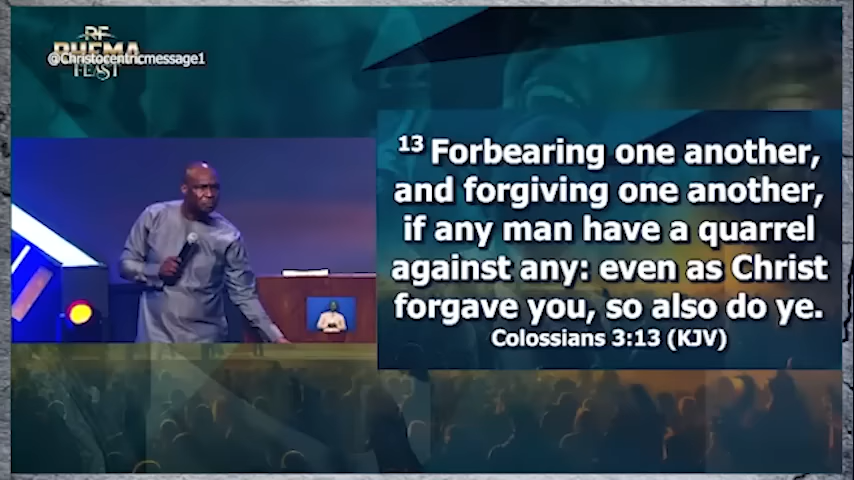 RF
RHEMA
@Christocentricmessage1
FEAST
13 Forbearing one another,
and forgiving one another,
if any man have a quarrel
against any: even as Christ
forgave you, so also do ye.
Colossians 3:13 (KJV)